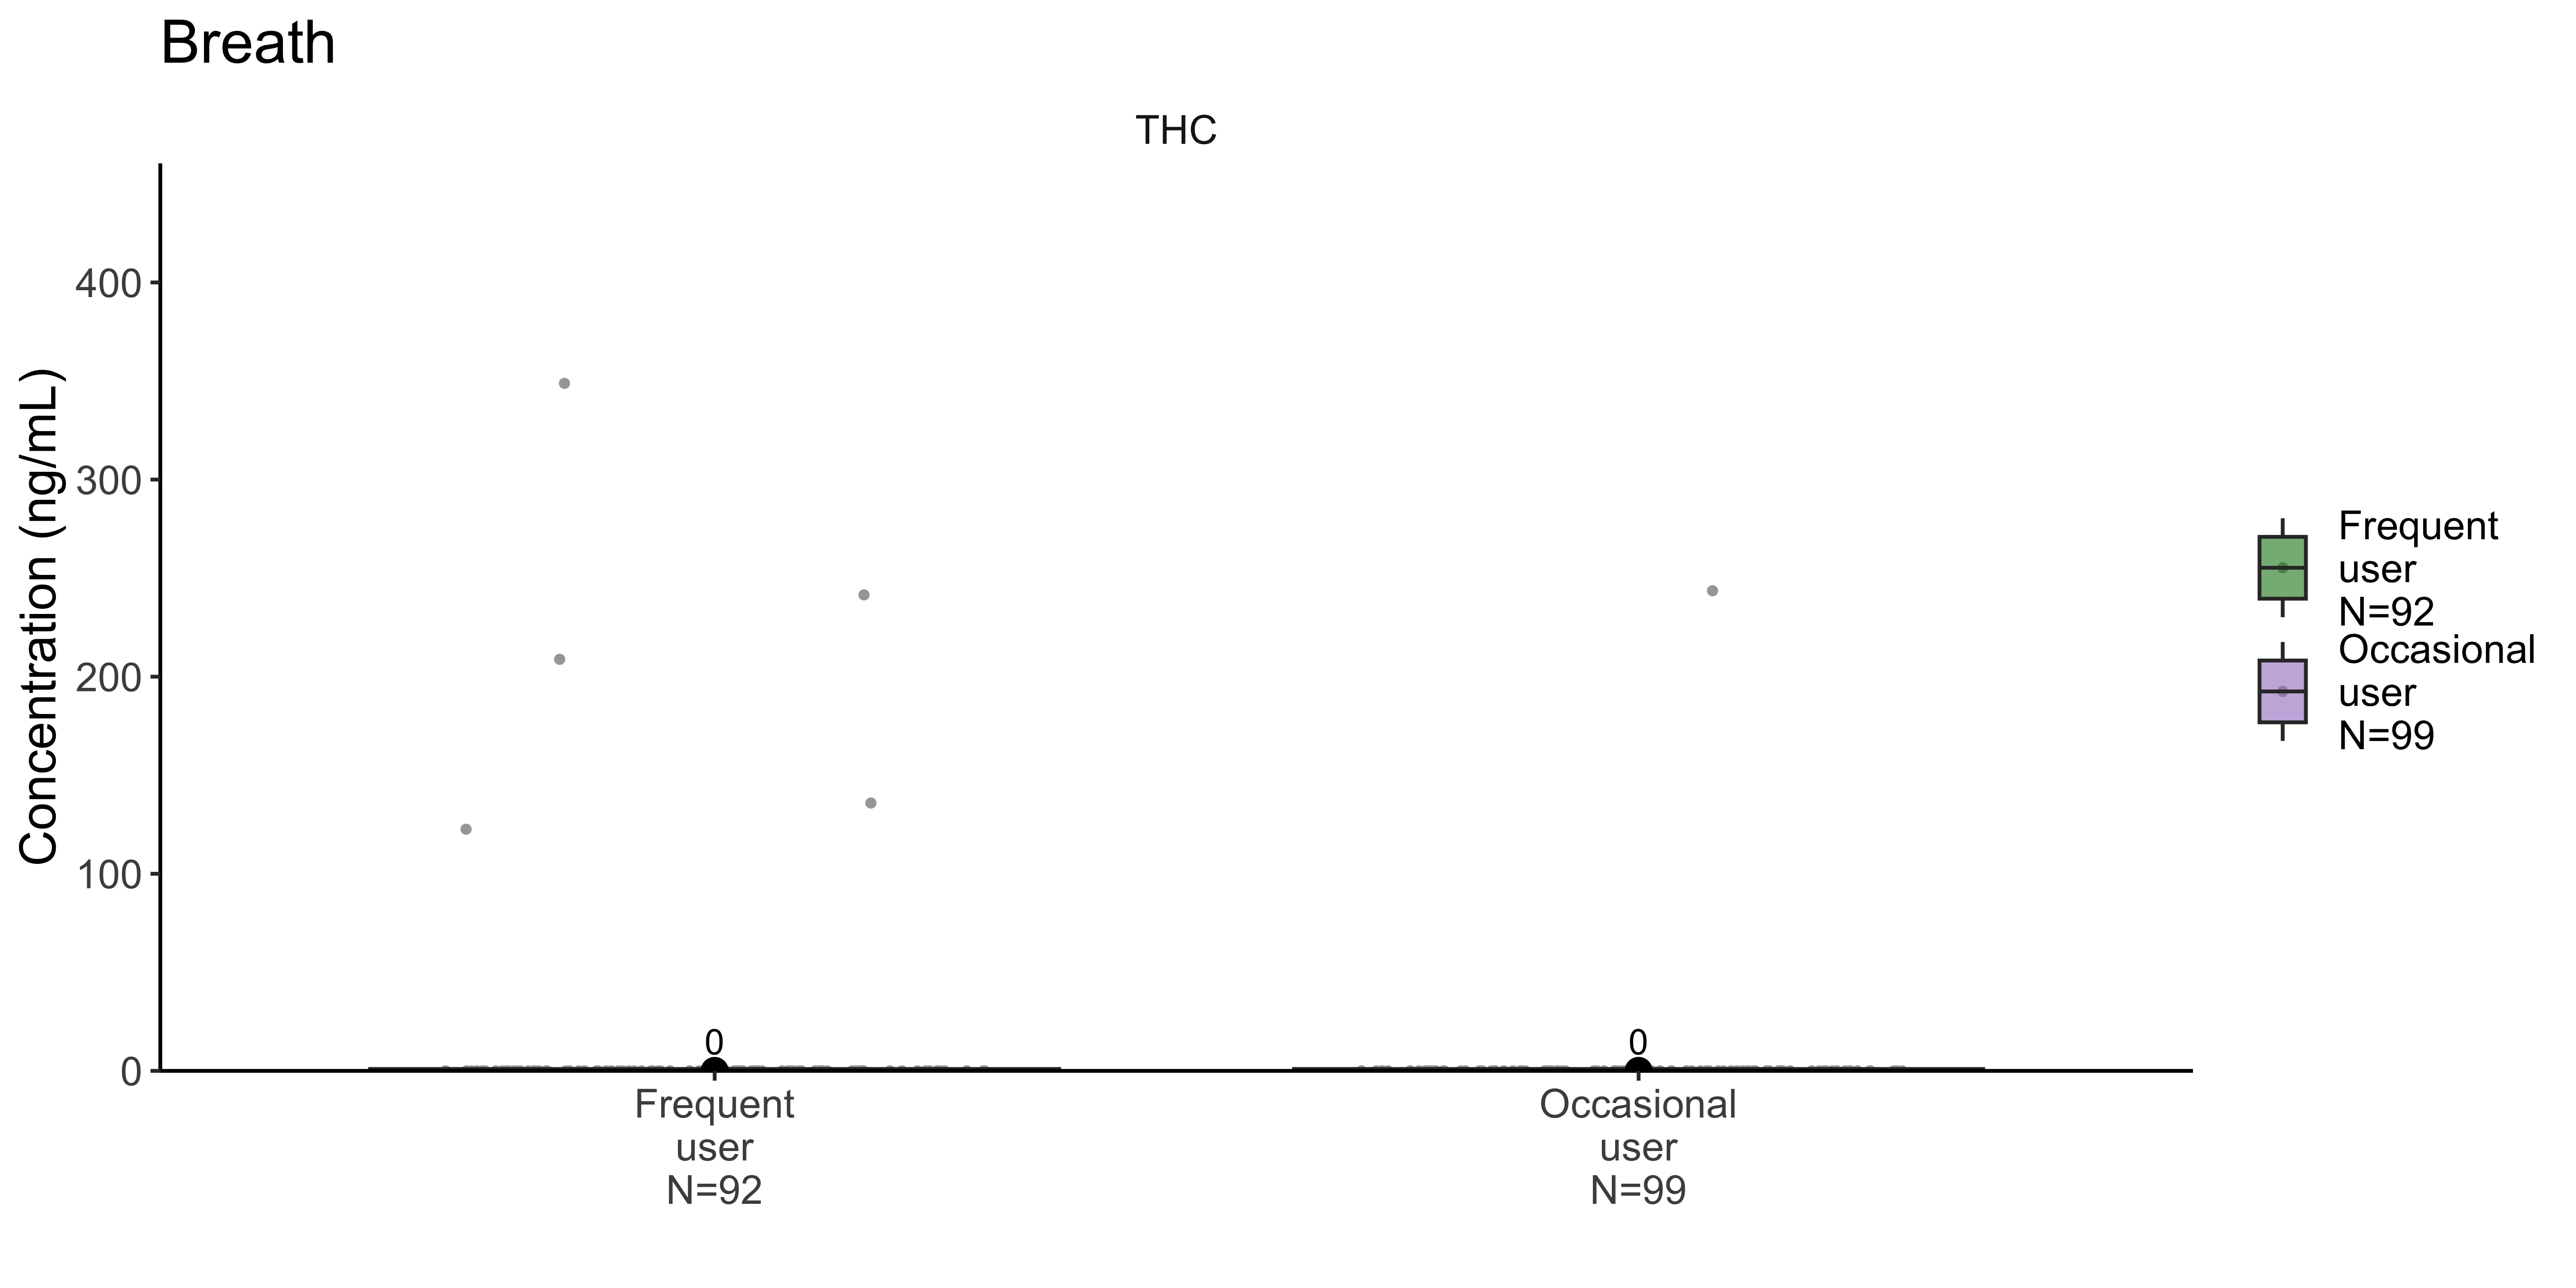 Breath
THC
Concentration (ng/mL)
400
300
200
100
0
0
0
Frequent
user
N=92
Occasional
user
N=99
Frequent
user
N=92
Occasional
user
N=99